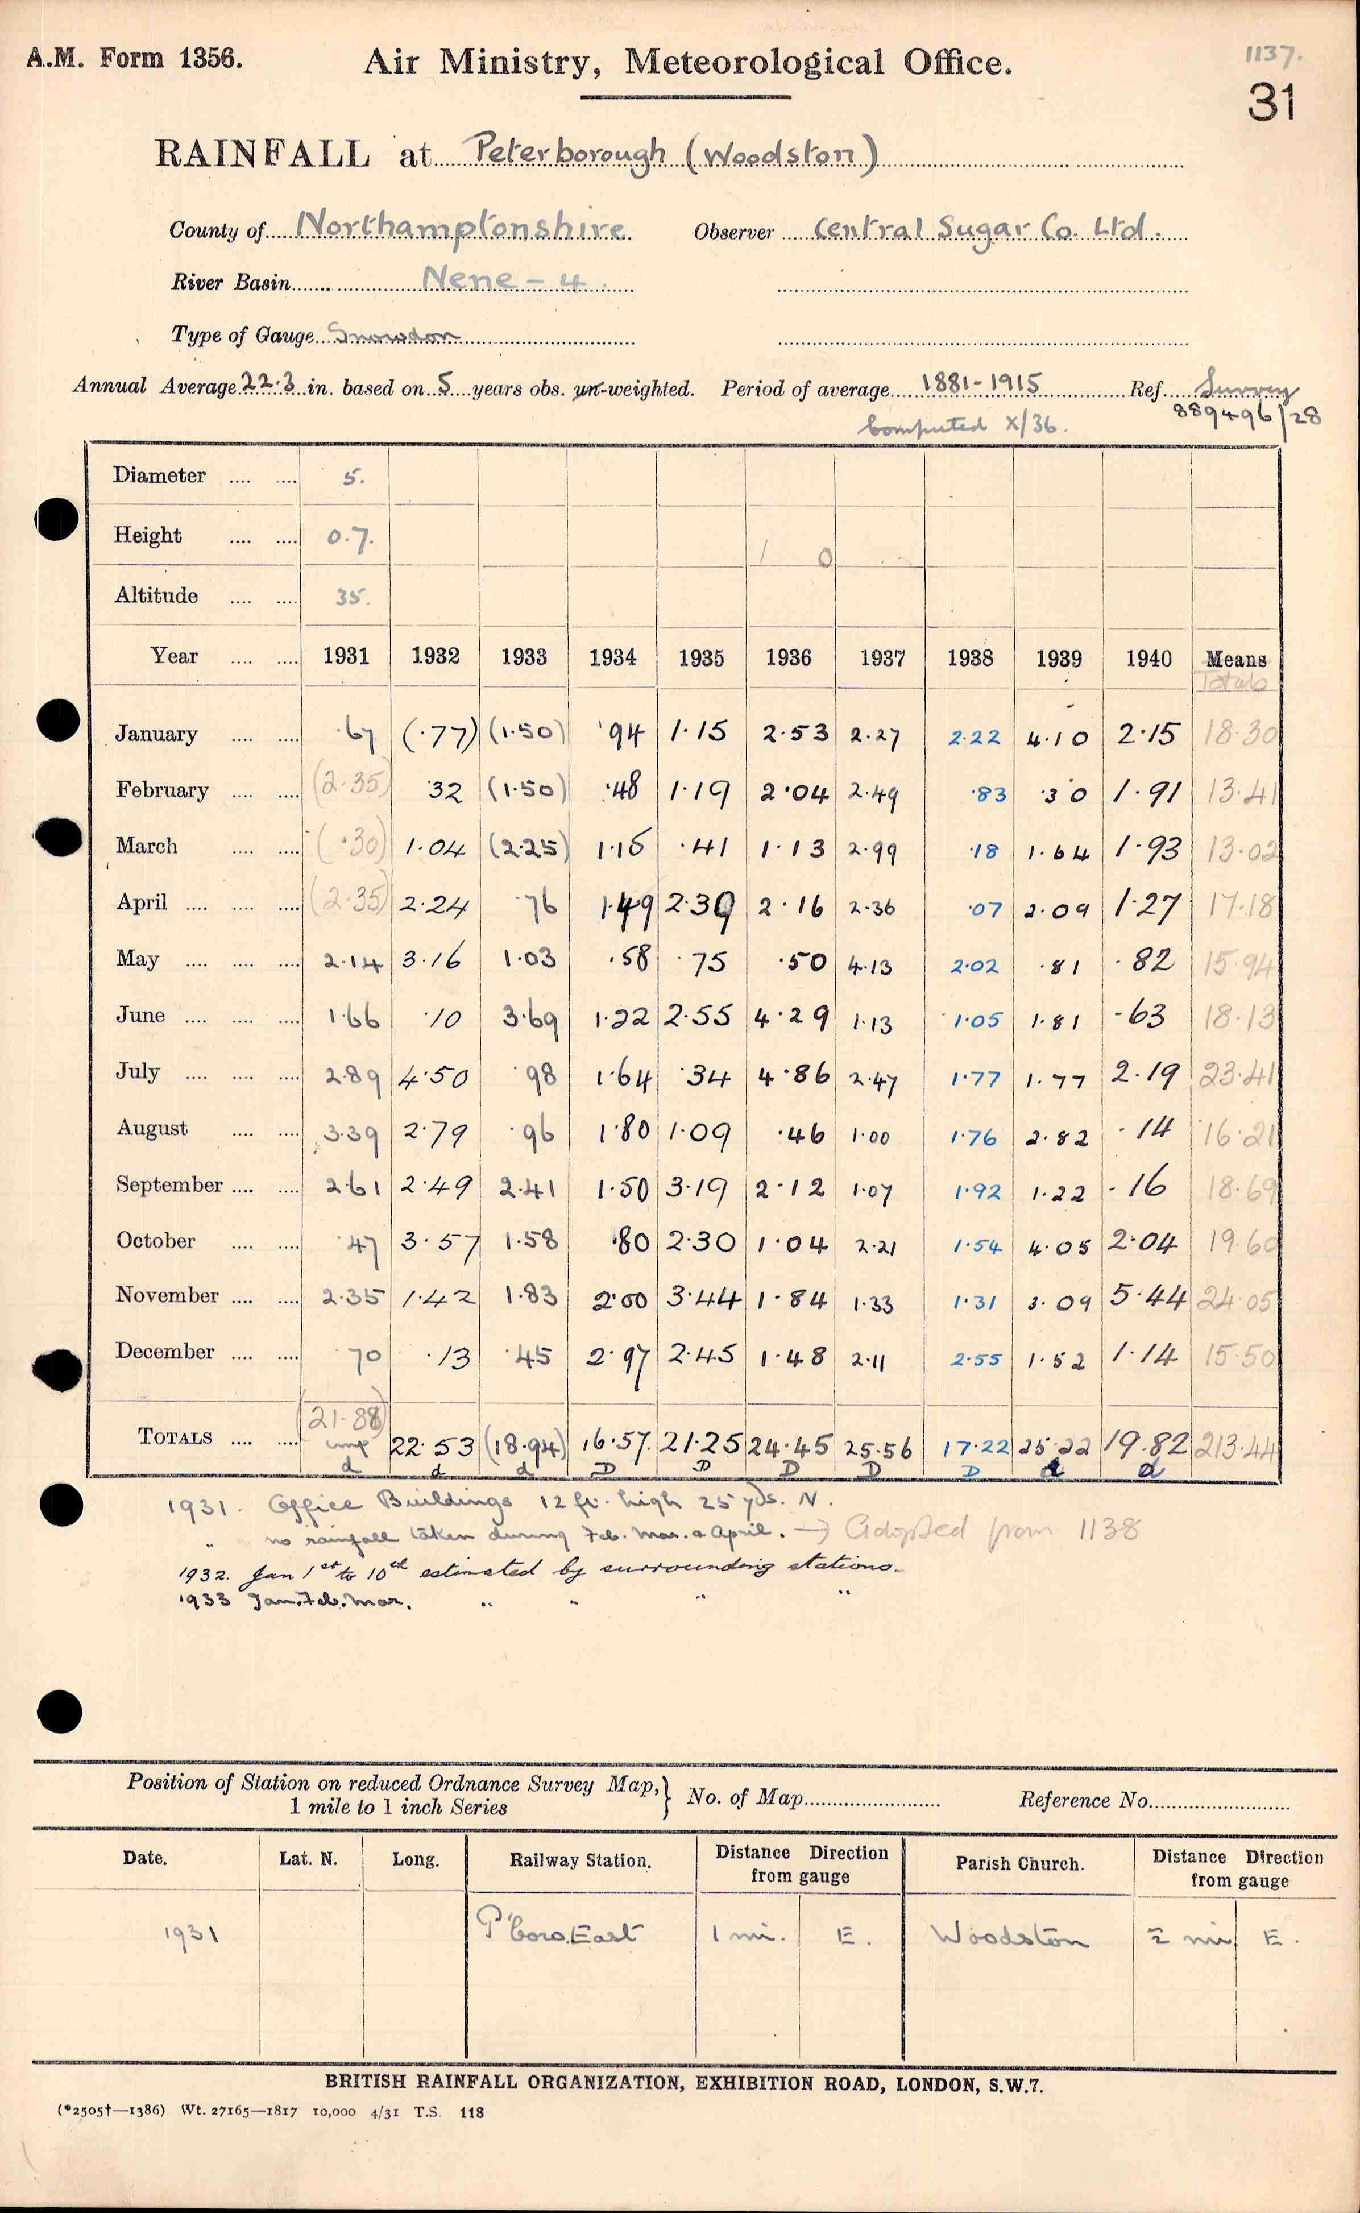 A.M. Form 1356. Air Ministry, Meteorological Office. 1137.
31
RAINFALL at Peterborough (Woodston)
County of Northamptonshire Observer Central Sugar Co. Ltd.
River Basin Nene - 4
Type of Gauge Snowdon
Annual Average 22.3 in. based on 5 years obs. un-weighted. Period of average 1881-1915 Ref. Survey
Computed X/36. 889496/28
Diameter 5.
Height 0.7. 1 0
Altitude 35.
Year 1931 1932 1933 1934 1935 1936 1937 1938 1939 1940 Means
Totals
January .67 (.77) (1.50) .94 1.15 2.53 2.27 2.22 4.10 2.15 18.30
February (2.35) .32 (1.50) .48 1.19 2.04 2.49 .83 .30 1.91 13.41
March (.30) 1.04 (2.25) 1.15 .41 1.13 2.99 .18 1.64 1.93 13.02
April (2.35) 2.24 .76 1.49 2.39 2.16 2.36 .07 2.09 1.27 17.18
May 2.14 3.16 1.03 .58 .75 .50 4.13 2.02 .81 .82 15.94
June 1.66 .10 3.69 1.22 2.55 4.29 1.13 1.05 1.81 .63 18.13
July 2.89 4.50 .98 1.64 .34 4.86 2.47 1.77 1.77 2.19 23.41
August 3.39 2.79 .96 1.80 1.09 .46 1.00 1.76 2.82 .14 16.21
September 2.61 2.49 2.41 1.50 3.19 2.12 1.07 1.92 1.22 .16 18.69
October .47 3.57 1.58 .80 2.30 1.04 2.21 1.54 4.05 2.04 19.60
November 2.35 1.42 1.83 2.00 3.44 1.84 1.33 1.31 3.09 5.44 24.05
December .70 .13 .45 2.97 2.45 1.48 2.11 2.55 1.52 1.14 15.50
(21.88)
TOTALS 22.53 (18.94) 16.57 21.25 24.45 25.56 17.22 25.22 19.82 213.44
d d d D D D D D d d
1931. Office Buildings 12 ft. high 25 yds. N.
" no rainfall taken during Feb. Mar. & April. → Adopted from 1138
1932. Jan 1st to 10th estimated by surrounding stations.
1933 Jan. Feb. Mar. " " " "
Position of Station on reduced Ordnance Survey Map, } No. of Map Reference No.
1 mile to 1 inch Series
Date. Lat. N. Long. Railway Station. Distance Direction from gauge Parish Church. Distance Direction from gauge
1931 P'boro. East 1 mi. E. Woodston ½ mi E.
BRITISH RAINFALL ORGANIZATION, EXHIBITION ROAD, LONDON, S.W.7.
(*2505†—1386) Wt. 27165—1817 10,000 4/31 T.S. 118